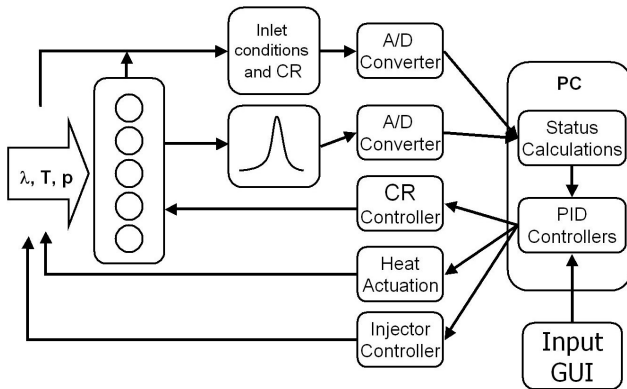 Inlet
conditions
and CR
A/D
Converter
PC
A/D
Converter
Status
Calculations
λ, T, p
CR
Controller
PID
Controllers
Heat
Actuation
Injector
Controller
Input
GUI